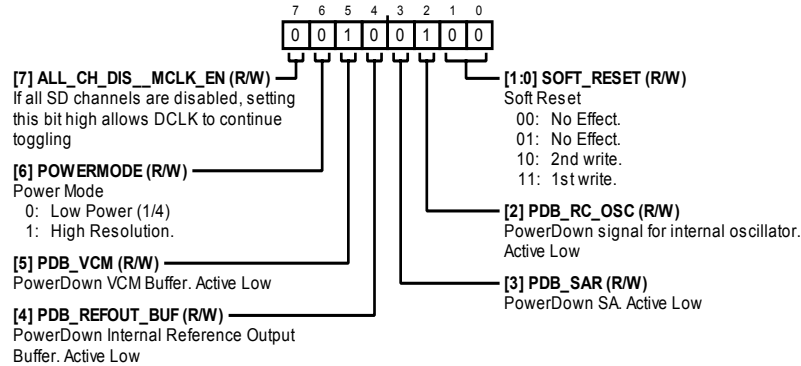 7 6 5 4 3 2 1 0
0 0 1 0 0 1 0 0
[7] ALL_CH_DIS__MCLK_EN (R/W)
If all SD channels are disabled, setting
this bit high allows DCLK to continue
toggling
[6] POWERMODE (R/W)
Power Mode
0: Low Power (1/4)
1: High Resolution.
[5] PDB_VCM (R/W)
PowerDown VCM Buffer. Active Low
[4] PDB_REFOUT_BUF (R/W)
PowerDown Internal Reference Output
Buffer. Active Low
[1:0] SOFT_RESET (R/W)
Soft Reset
00: No Effect.
01: No Effect.
10: 2nd write.
11: 1st write.
[2] PDB_RC_OSC (R/W)
PowerDown signal for internal oscillator.
Active Low
[3] PDB_SAR (R/W)
PowerDown SA. Active Low